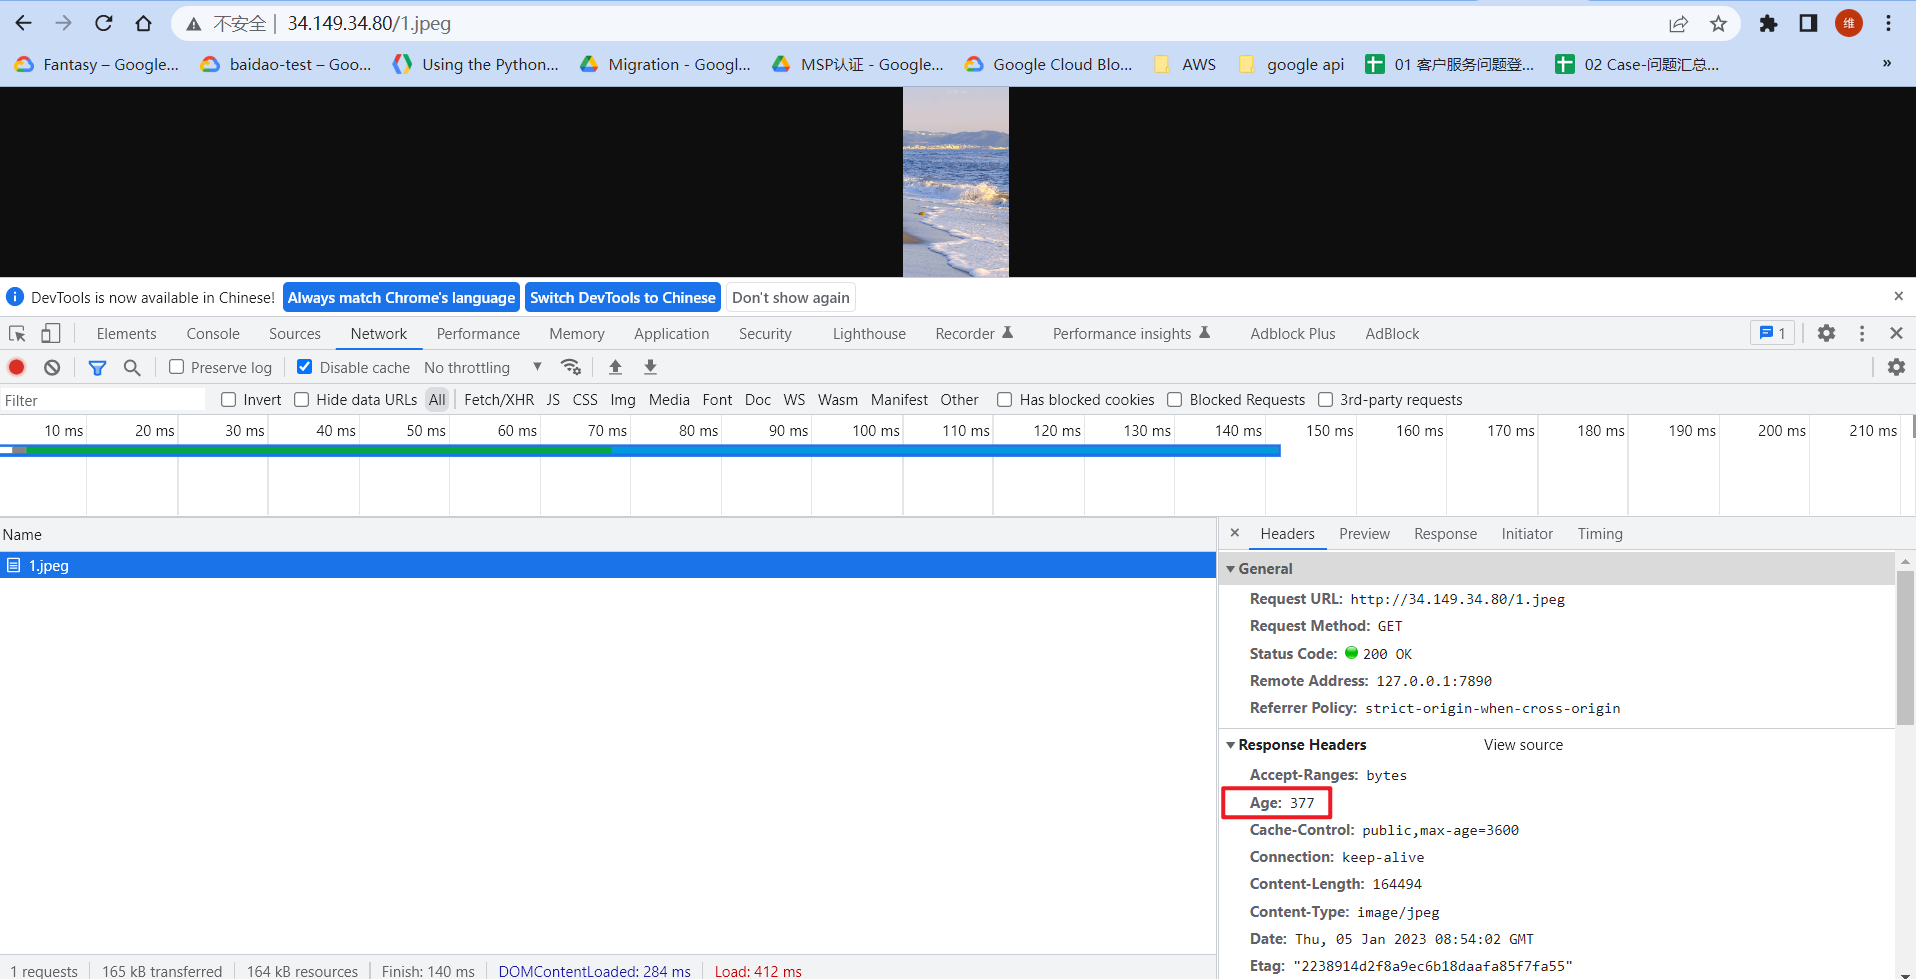 不安全 34.149.34.80/1.jpeg 维
Fantasy – Google... baidao-test – Goo... Using the Python... Migration - Googl... MSP认证 - Google... Google Cloud Blo... AWS google api 01 客户服务问题登... 02 Case-问题汇总... »
DevTools is now available in Chinese! Always match Chrome's language Switch DevTools to Chinese Don't show again
Elements Console Sources Network Performance Memory Application Security Lighthouse Recorder Performance insights Adblock Plus AdBlock 1
Preserve log Disable cache No throttling
Filter Invert Hide data URLs All Fetch/XHR JS CSS Img Media Font Doc WS Wasm Manifest Other Has blocked cookies Blocked Requests 3rd-party requests
10 ms 20 ms 30 ms 40 ms 50 ms 60 ms 70 ms 80 ms 90 ms 100 ms 110 ms 120 ms 130 ms 140 ms 150 ms 160 ms 170 ms 180 ms 190 ms 200 ms 210 ms
Name
1.jpeg
Headers Preview Response Initiator Timing
General
Request URL: http://34.149.34.80/1.jpeg
Request Method: GET
Status Code: 200 OK
Remote Address: 127.0.0.1:7890
Referrer Policy: strict-origin-when-cross-origin
Response Headers View source
Accept-Ranges: bytes
Age: 377
Cache-Control: public,max-age=3600
Connection: keep-alive
Content-Length: 164494
Content-Type: image/jpeg
Date: Thu, 05 Jan 2023 08:54:02 GMT
Etag: "2238914d2f8a9ec6b18daafa85f7fa55"
1 requests 165 kB transferred 164 kB resources Finish: 140 ms DOMContentLoaded: 284 ms Load: 412 ms